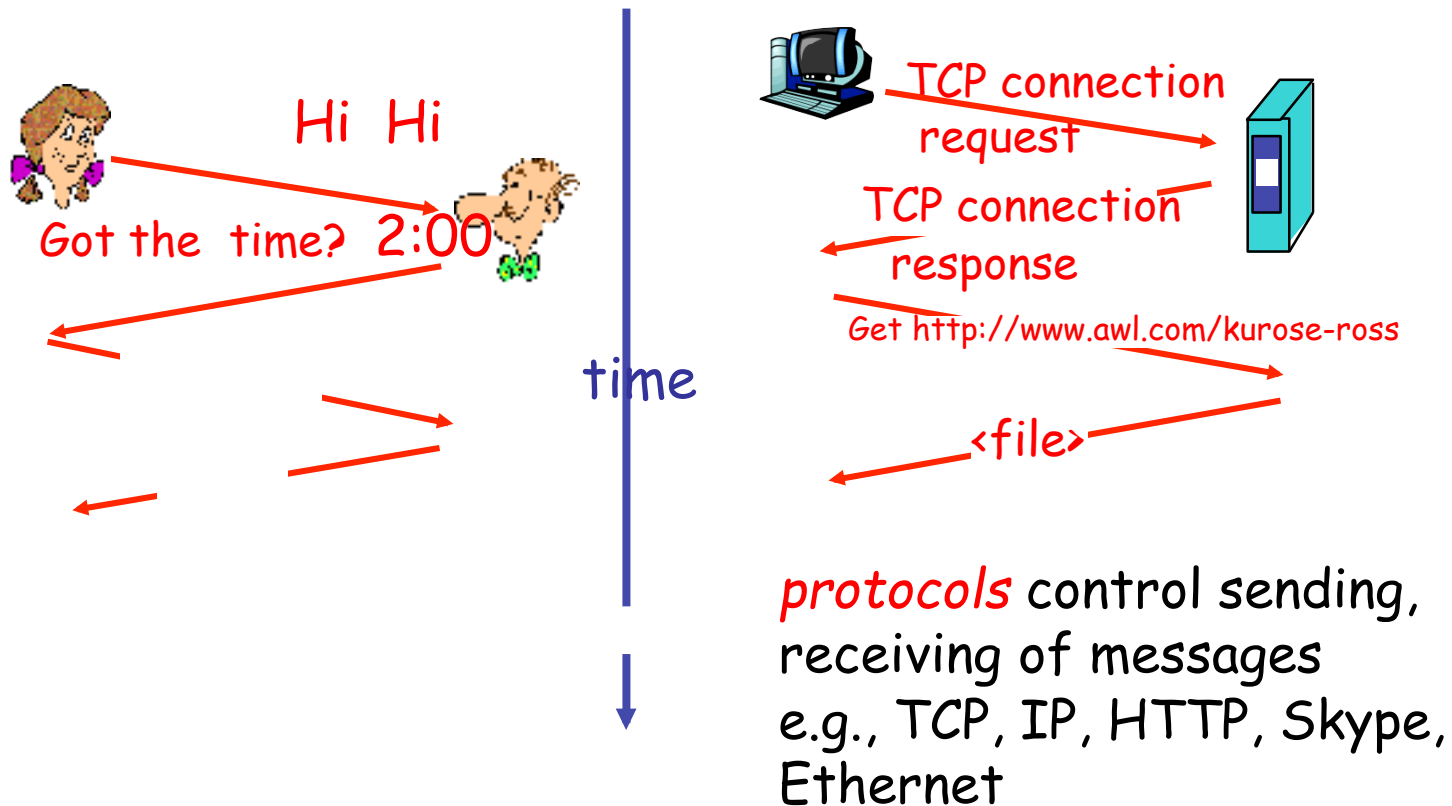 Hi Hi
Got the time? 2:00
time
TCP connection
request
TCP connection
response
Get http://www.awl.com/kurose-ross
<file>
protocols control sending,
receiving of messages
e.g., TCP, IP, HTTP, Skype,
Ethernet